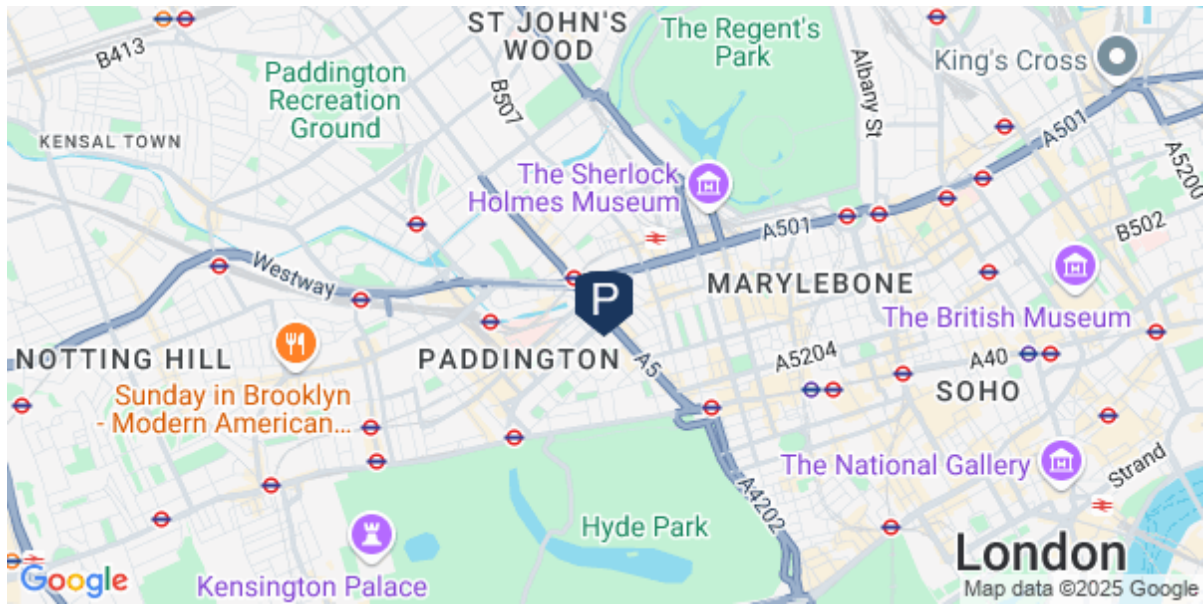 ST JOHN'S
WOOD
The Regent's
Park
B413
Paddington
Recreation
Ground
B507
Albany St
King's Cross
A501
KENSAL TOWN
A5200
The Sherlock
Holmes Museum
B502
A501
Westway
P
MARYLEBONE
The British Museum
NOTTING HILL
PADDINGTON
A5
A5204
A40
SOHO
Sunday in Brooklyn
- Modern American...
The National Gallery
Strand
A4202
Hyde Park
London
Google
Kensington Palace
Map data ©2025 Google